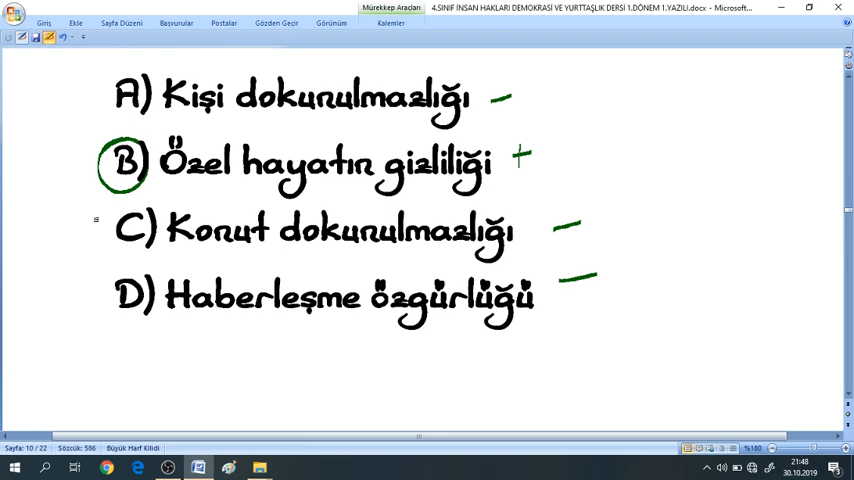 Mürekkep Araçları
4.SINIF İNSAN HAKLARI DEMOKRASİ VE YURTTAŞLIK DERSİ 1.DÖNEM 1.YAZILI.docx - Microsoft...
Giriş Ekle Sayfa Düzeni Başvurular Postalar Gözden Geçir Görünüm Kalemler
A) Kişi dokunulmazlığı -
B) Özel hayatın gizliliği +
C) Konut dokunulmazlığı -
D) Haberleşme özgürlüğü -
Sayfa: 10 / 22 Sözcük: 586 Büyük Harf Kilidi %180
21:48
30.10.2019
3